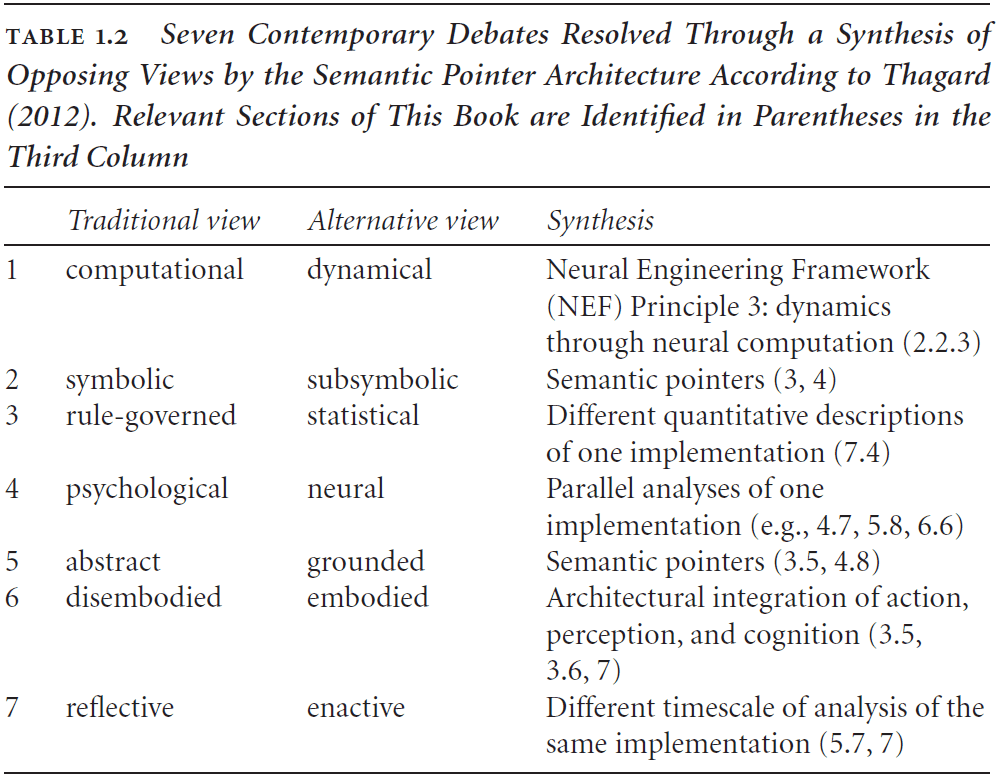 TABLE 1.2 Seven Contemporary Debates Resolved Through a Synthesis of
Opposing Views by the Semantic Pointer Architecture According to Thagard
(2012). Relevant Sections of This Book are Identified in Parentheses in the
Third Column
Traditional view Alternative view Synthesis
1 computational dynamical Neural Engineering Framework
(NEF) Principle 3: dynamics
through neural computation (2.2.3)
2 symbolic subsymbolic Semantic pointers (3, 4)
3 rule-governed statistical Different quantitative descriptions
of one implementation (7.4)
4 psychological neural Parallel analyses of one
implementation (e.g., 4.7, 5.8, 6.6)
5 abstract grounded Semantic pointers (3.5, 4.8)
6 disembodied embodied Architectural integration of action,
perception, and cognition (3.5,
3.6, 7)
7 reflective enactive Different timescale of analysis of the
same implementation (5.7, 7)